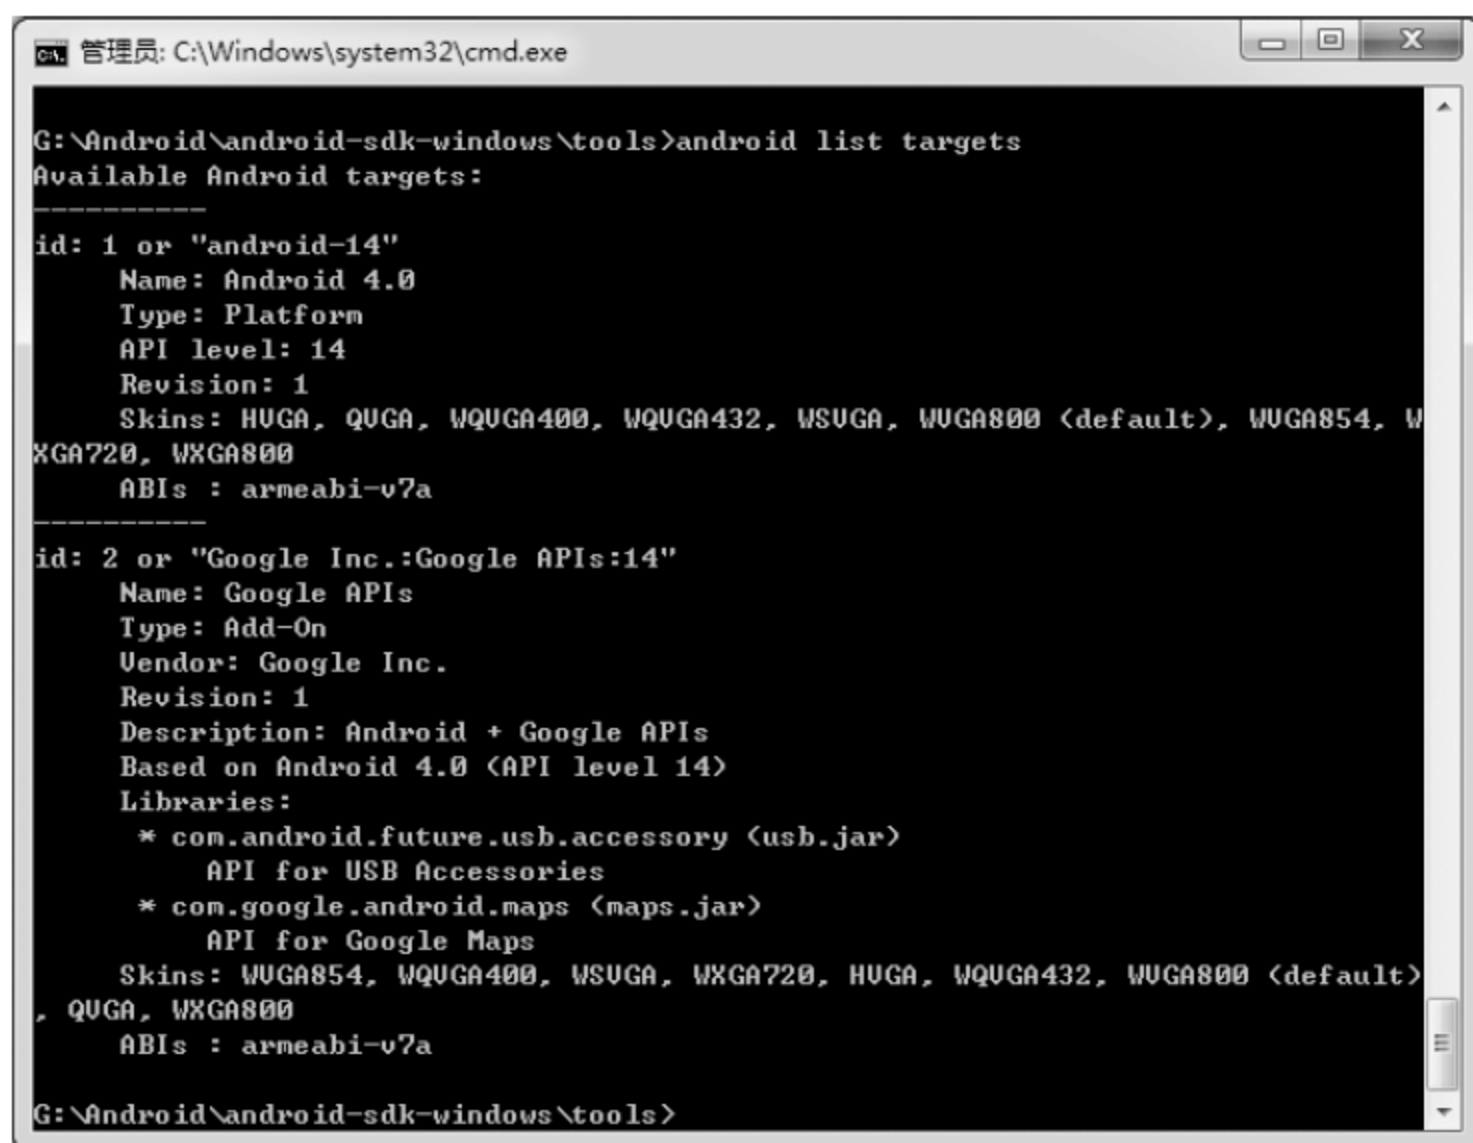 管理员: C:\Windows\system32\cmd.exe
G:\Android\android-sdk-windows\tools>android list targets
Available Android targets:
----------
id: 1 or "android-14"
     Name: Android 4.0
     Type: Platform
     API level: 14
     Revision: 1
     Skins: HVGA, QVGA, WQVGA400, WQVGA432, WSVGA, WVGA800 (default), WVGA854, W
XGA720, WXGA800
     ABIs : armeabi-v7a
----------
id: 2 or "Google Inc.:Google APIs:14"
     Name: Google APIs
     Type: Add-On
     Vendor: Google Inc.
     Revision: 1
     Description: Android + Google APIs
     Based on Android 4.0 (API level 14)
     Libraries:
      * com.android.future.usb.accessory (usb.jar)
          API for USB Accessories
      * com.google.android.maps (maps.jar)
          API for Google Maps
     Skins: WVGA854, WQVGA400, WSVGA, WXGA720, HVGA, WQVGA432, WVGA800 (default)
, QVGA, WXGA800
     ABIs : armeabi-v7a
G:\Android\android-sdk-windows\tools>